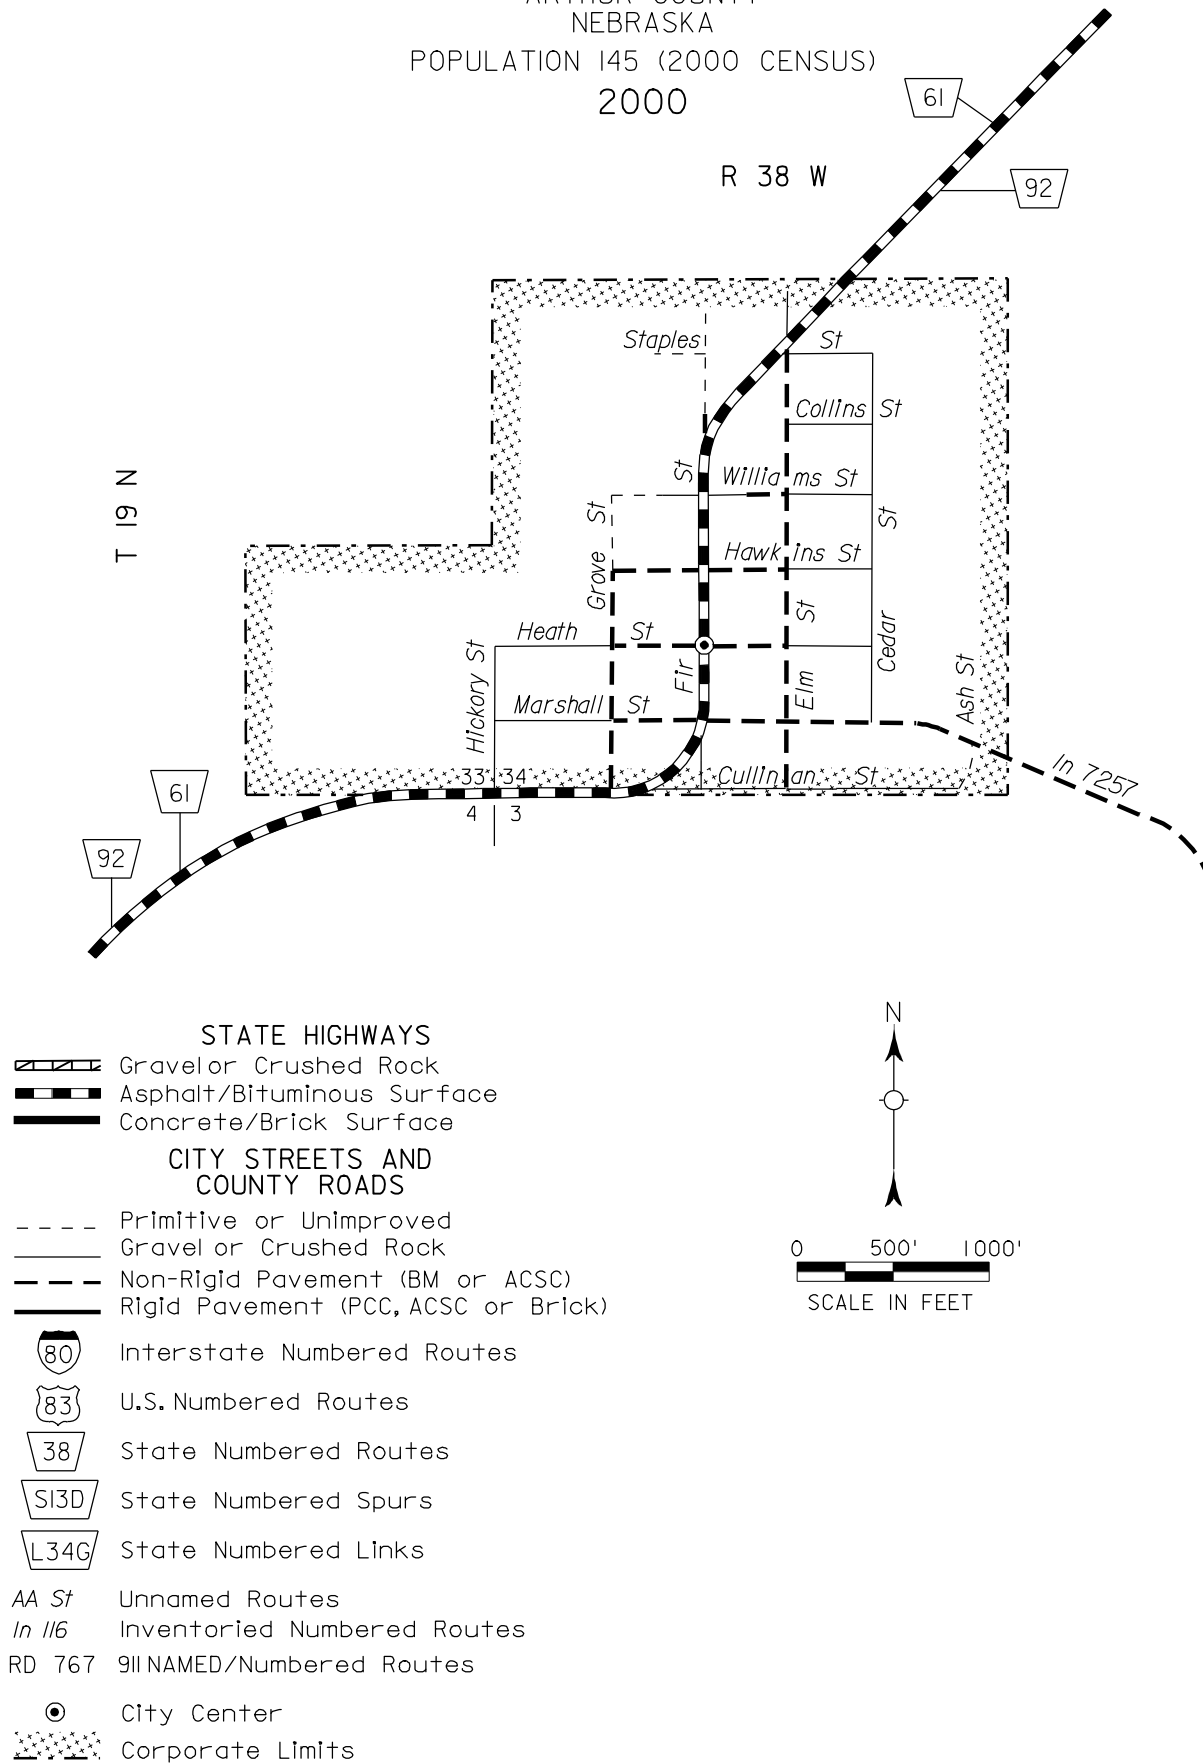 ARTHUR COUNTY
NEBRASKA
POPULATION 145 (2000 CENSUS)
2000
61
R 38 W
92
Staples St
Collins St
T 19 N
St
Williams St
Grove St
St
Hawkins St
Heath St
St
Cedar
Hickory St
Fir
Elm
Ash St
Marshall St
In 7257
33 34
Cullinan St
61
4 3
92
N
STATE HIGHWAYS
Gravel or Crushed Rock
Asphalt/Bituminous Surface
Concrete/Brick Surface
CITY STREETS AND
COUNTY ROADS
Primitive or Unimproved
Gravel or Crushed Rock
0 500' 1000'
Non-Rigid Pavement (BM or ACSC)
Rigid Pavement (PCC, ACSC or Brick)
SCALE IN FEET
80 Interstate Numbered Routes
83 U.S. Numbered Routes
38 State Numbered Routes
S13D State Numbered Spurs
L34G State Numbered Links
AA St Unnamed Routes
In 116 Inventoried Numbered Routes
RD 767 911 NAMED/Numbered Routes
City Center
Corporate Limits